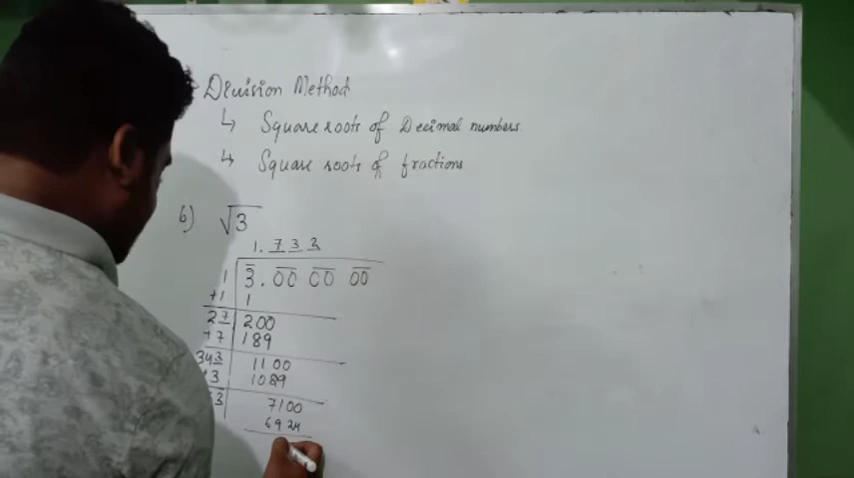 Division Method
↳ Square roots of Decimal numbers
↳ Square roots of fractions
6) √3
1. 7 3 2
1 3. 00 00 00
+1 1
27 200
+7 189
343 1100
3 1089
3 7100
6924